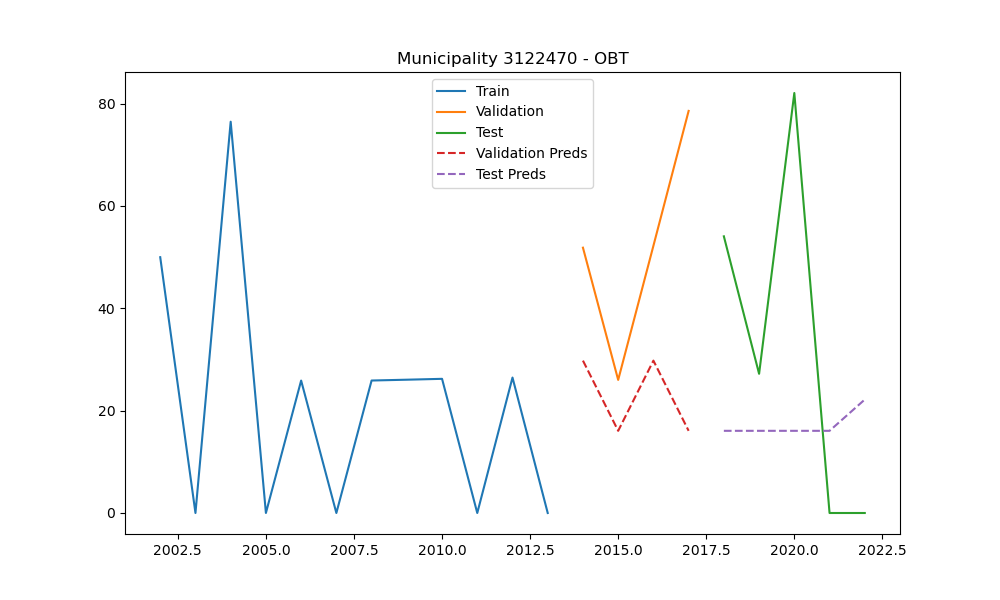 Municipality 3122470 - OBT
Train
Validation
Test
Validation Preds
Test Preds
80
60
40
20
0
2002.5 2005.0 2007.5 2010.0 2012.5 2015.0 2017.5 2020.0 2022.5